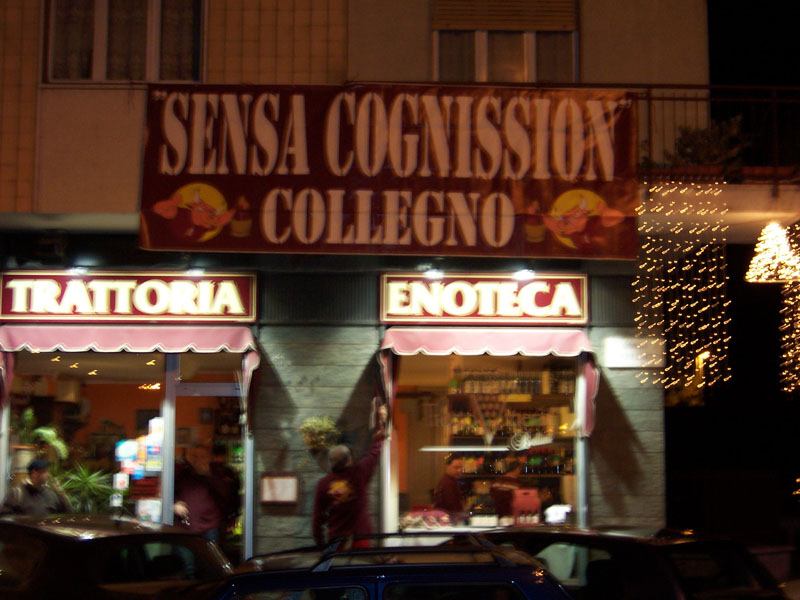 "SENSA COGNISSION"
COLLEGNO
TRATTORIA
ENOTECA